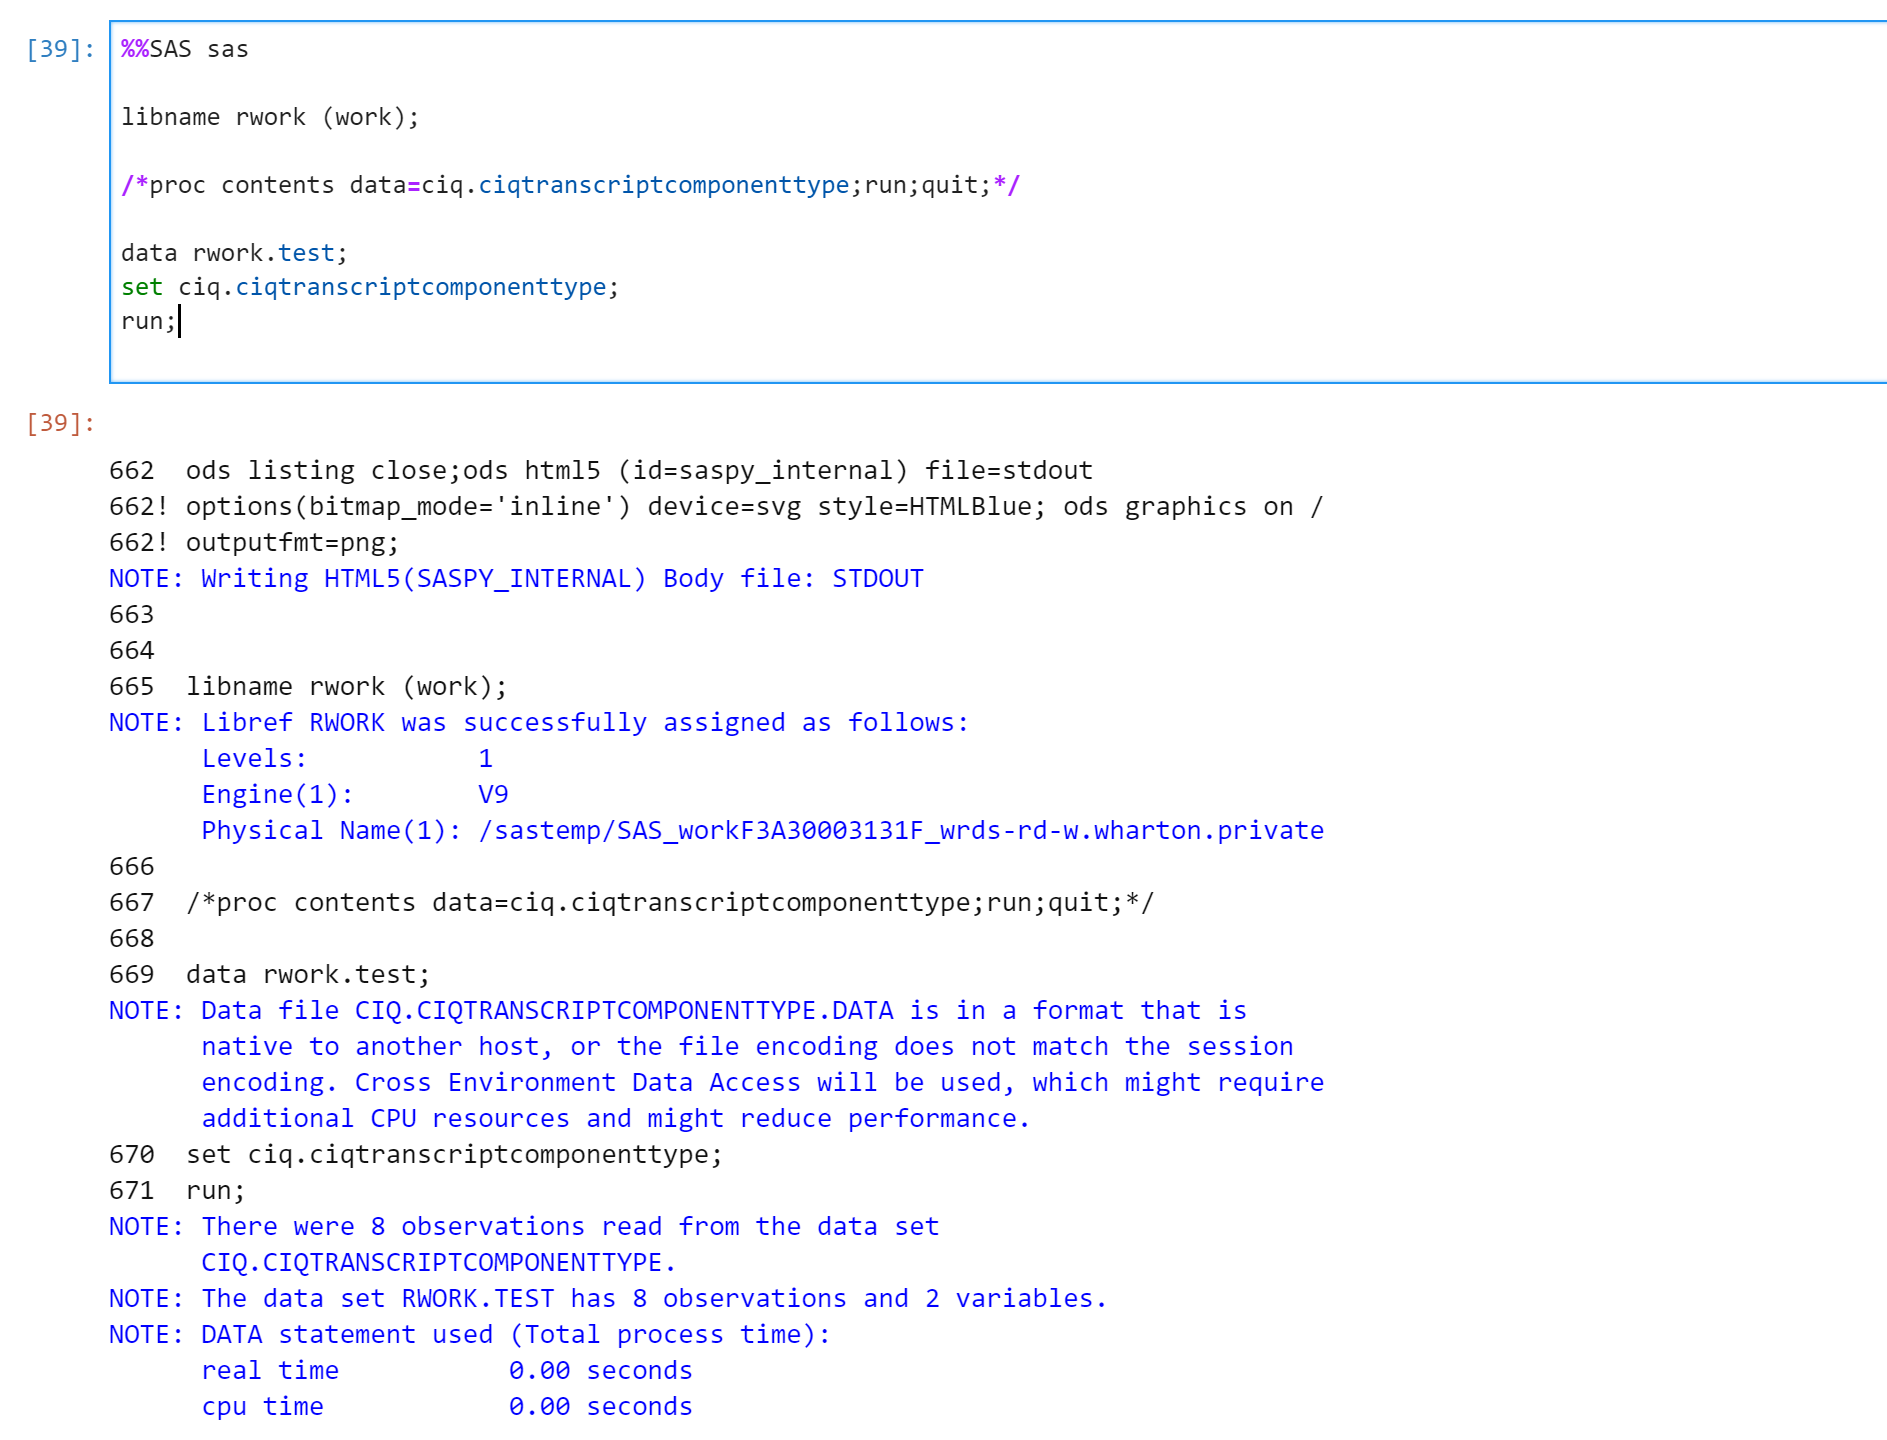 [39]: %%SAS sas
libname rwork (work);
/*proc contents data=ciq.ciqtranscriptcomponenttype;run;quit;*/
data rwork.test;
set ciq.ciqtranscriptcomponenttype;
run;
[39]:
662  ods listing close;ods html5 (id=saspy_internal) file=stdout
662! options(bitmap_mode='inline') device=svg style=HTMLBlue; ods graphics on /
662! outputfmt=png;
NOTE: Writing HTML5(SASPY_INTERNAL) Body file: STDOUT
663
664
665  libname rwork (work);
NOTE: Libref RWORK was successfully assigned as follows:
      Levels:           1
      Engine(1):        V9
      Physical Name(1): /sastemp/SAS_workF3A30003131F_wrds-rd-w.wharton.private
666
667  /*proc contents data=ciq.ciqtranscriptcomponenttype;run;quit;*/
668
669  data rwork.test;
NOTE: Data file CIQ.CIQTRANSCRIPTCOMPONENTTYPE.DATA is in a format that is
      native to another host, or the file encoding does not match the session
      encoding. Cross Environment Data Access will be used, which might require
      additional CPU resources and might reduce performance.
670  set ciq.ciqtranscriptcomponenttype;
671  run;
NOTE: There were 8 observations read from the data set
      CIQ.CIQTRANSCRIPTCOMPONENTTYPE.
NOTE: The data set RWORK.TEST has 8 observations and 2 variables.
NOTE: DATA statement used (Total process time):
      real time           0.00 seconds
      cpu time            0.00 seconds